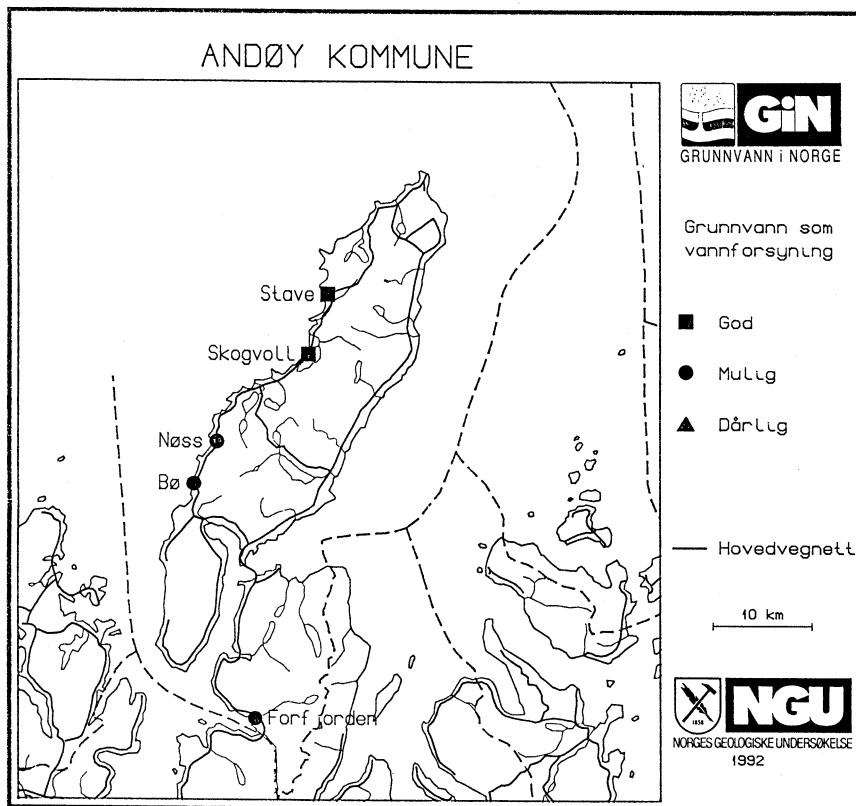 ANDØY KOMMUNE
GiN
GRUNNVANN i NORGE
Grunnvann som
vannforsyning
God
Mulig
Dårlig
Hovedvegnett
10 km
Stave
Skogvoll
Nøss
Bø
Forfjorden
1858
NGU
NORGES GEOLOGISKE UNDERSØKELSE
1992